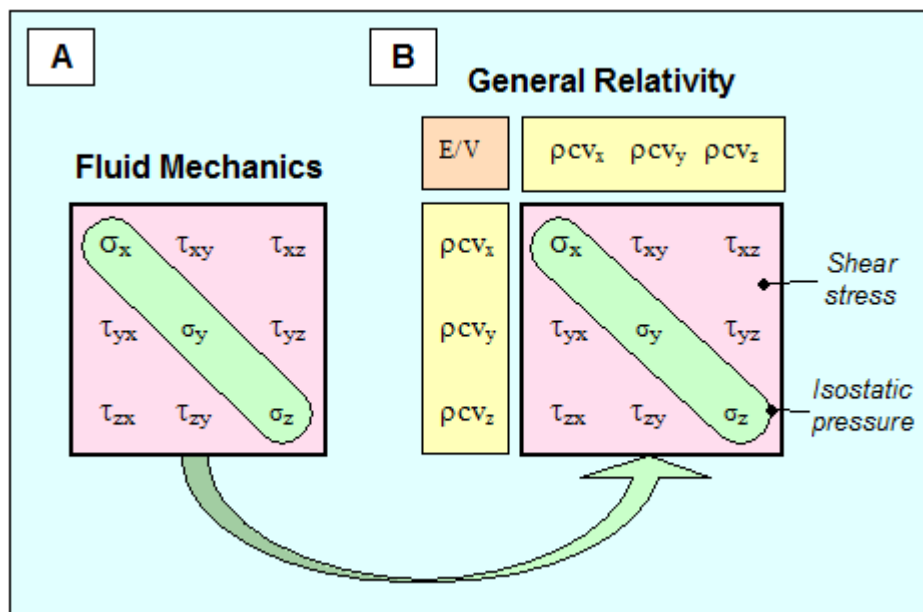 A
Fluid Mechanics
σx τxy τxz
τyx σy τyz
τzx τzy σz
B
General Relativity
E/V ρcvx ρcvy ρcvz
ρcvx σx τxy τxz
ρcvy τyx σy τyz
ρcvz τzx τzy σz
Shear
stress
Isostatic
pressure